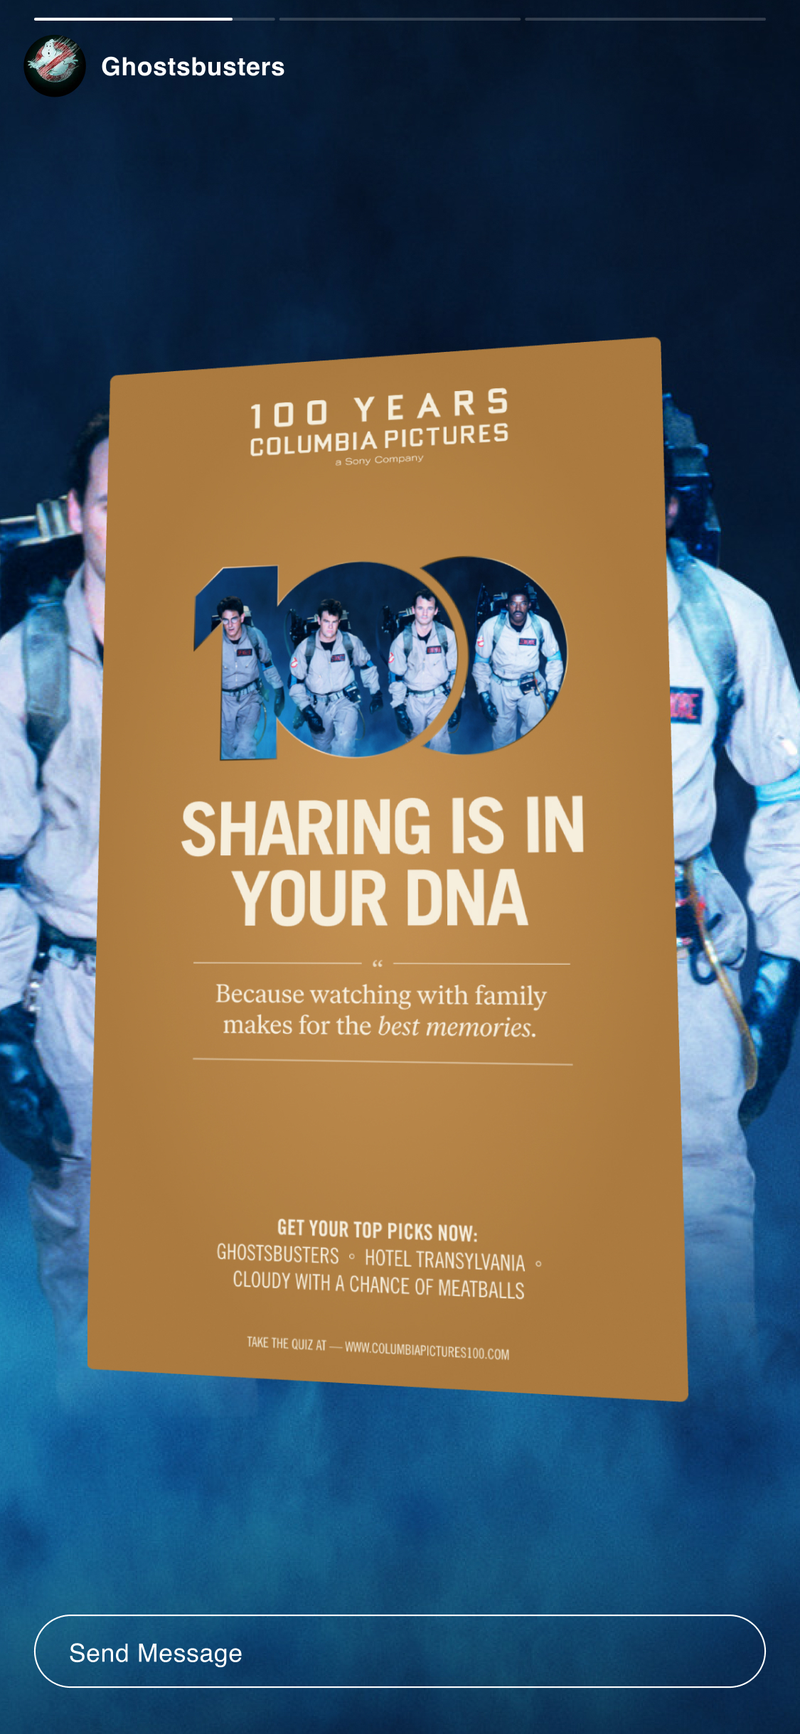 Ghostsbusters
100 YEARS
COLUMBIA PICTURES
a Sony Company
100
SHARING IS IN
YOUR DNA
“
Because watching with family
makes for the best memories.
GET YOUR TOP PICKS NOW:
GHOSTSBUSTERS ◦ HOTEL TRANSYLVANIA ◦
CLOUDY WITH A CHANCE OF MEATBALLS
TAKE THE QUIZ AT — WWW.COLUMBIAPICTURES100.COM
Send Message